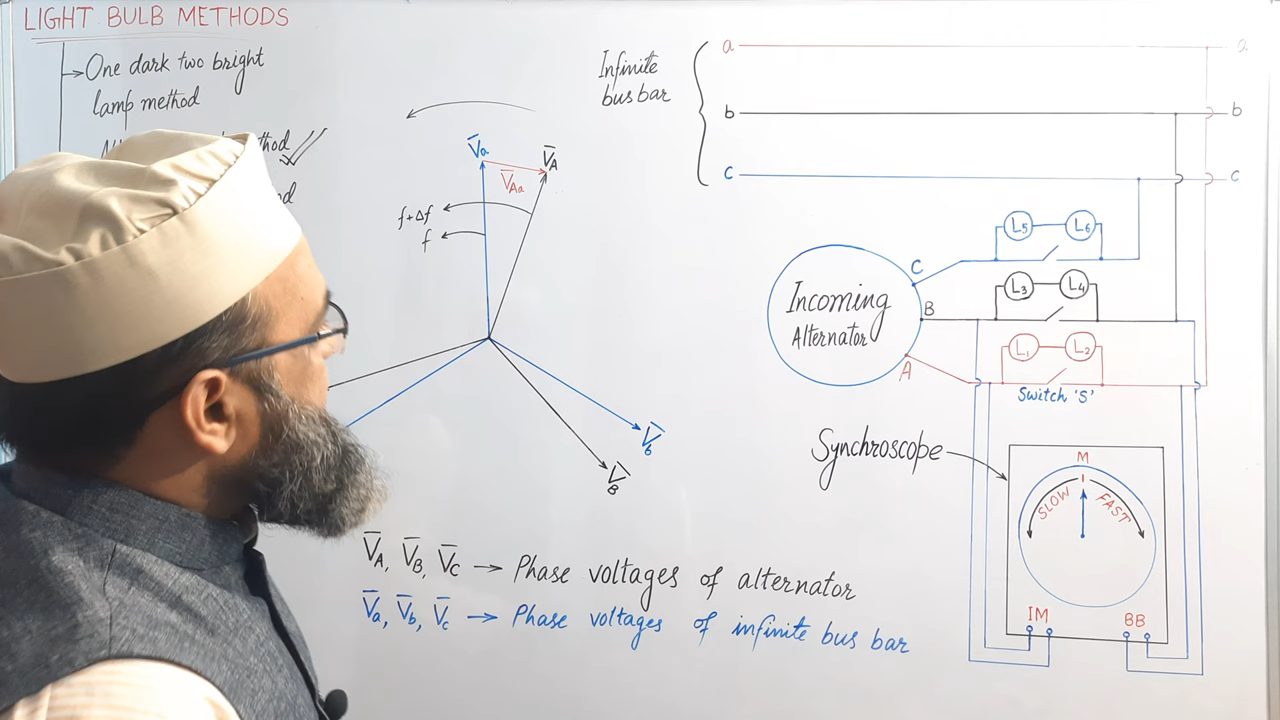 LIGHT BULB METHODS
→ One dark two bright
lamp method
Infinite
bus bar
a
a
b
b
c
c
V̅a
V̅A
V̅Aa
f+Δf
f
V̅b
V̅B
L5
L6
C
L3
L4
B
Incoming
Alternator
L1
L2
A
Switch 'S'
Synchroscope
M
SLOW
FAST
IM
BB
V̅A, V̅B, V̅C → Phase voltages of alternator
V̅a, V̅b, V̅c → Phase voltages of infinite bus bar